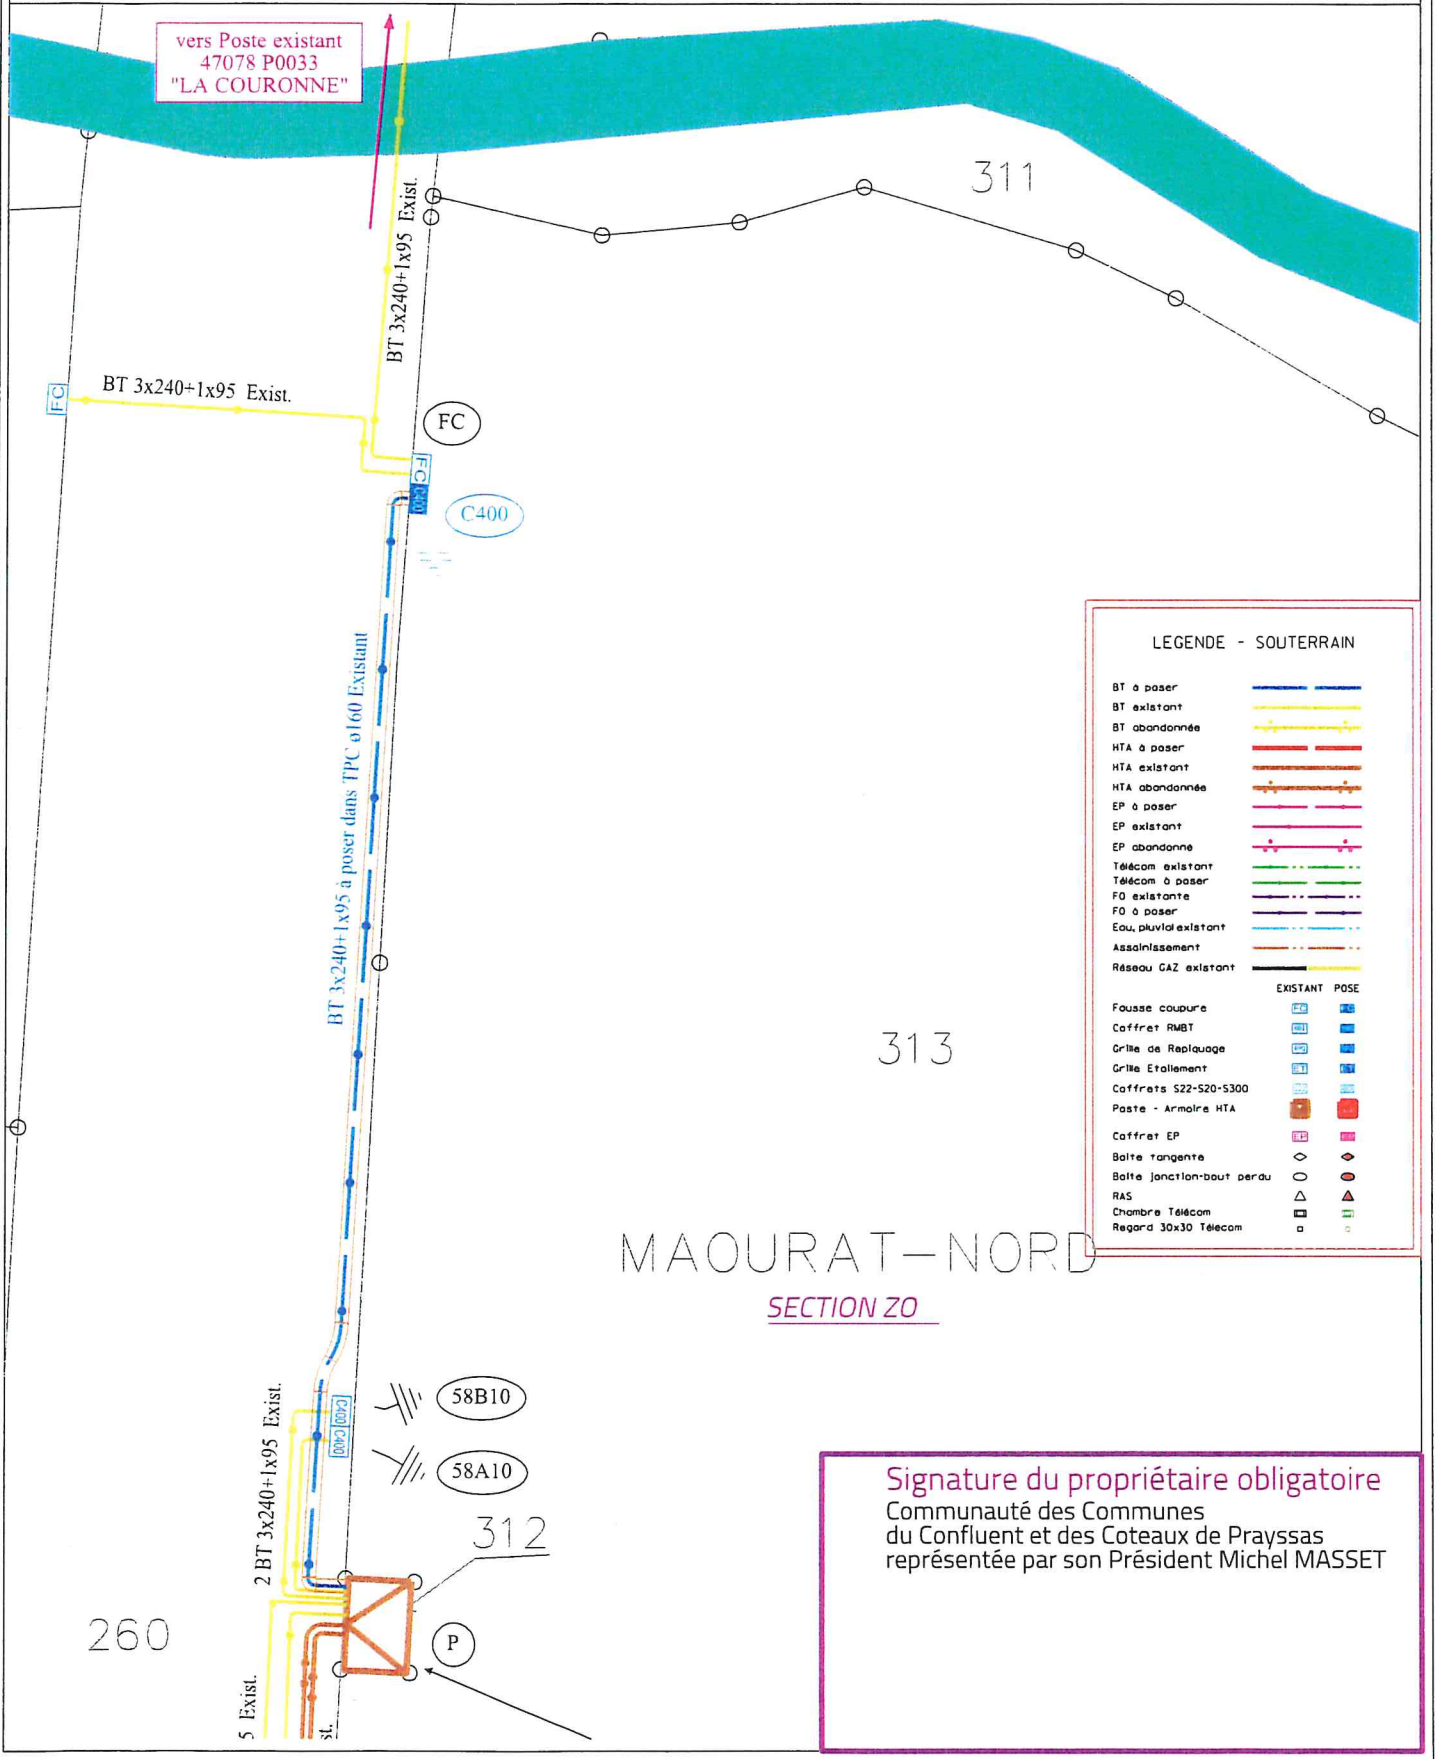 vers Poste existant
47078 P0033
"LA COURONNE"
311
BT 3x240+1x95 Exist.
BT 3x240+1x95 Exist.
FC
FC
FC
C400
C400
BT 3x240+1x95 à poser dans TPC ø160 Existant
LEGENDE - SOUTERRAIN
BT à poser
BT existant
BT abandonnée
HTA à poser
HTA existant
HTA abandonnée
EP à poser
EP existant
EP abandonné
Télécom existant
Télécom à poser
FO existante
FO à poser
Eau, pluvial existant
Assainissement
Réseau GAZ existant
EXISTANT POSE
Fausse coupure FC
Coffret RMBT
Grille de Repiquage
Grille Etoilement ET
Coffrets S22-S20-S300
Poste - Armoire HTA
Coffret EP EP
Boite tangente
Boite jonction-bout perdu
RAS
Chambre Télécom
Regard 30x30 Télecom
313
MAOURAT-NORD
SECTION ZO
58B10
C400 C400
58A10
2 BT 3x240+1x95 Exist.
312
260
P
5 Exist.
st.
Signature du propriétaire obligatoire
Communauté des Communes
du Confluent et des Coteaux de Prayssas
représentée par son Président Michel MASSET